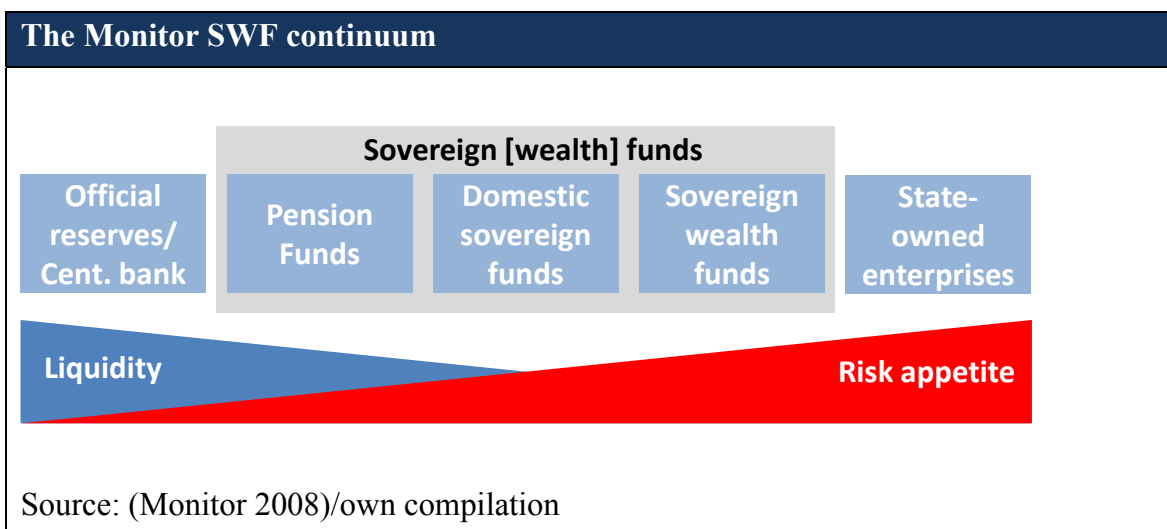 The Monitor SWF continuum
Sovereign [wealth] funds
Official
reserves/
Cent. bank
Pension
Funds
Domestic
sovereign
funds
Sovereign
wealth
funds
State-
owned
enterprises
Liquidity
Risk appetite
Source: (Monitor 2008)/own compilation